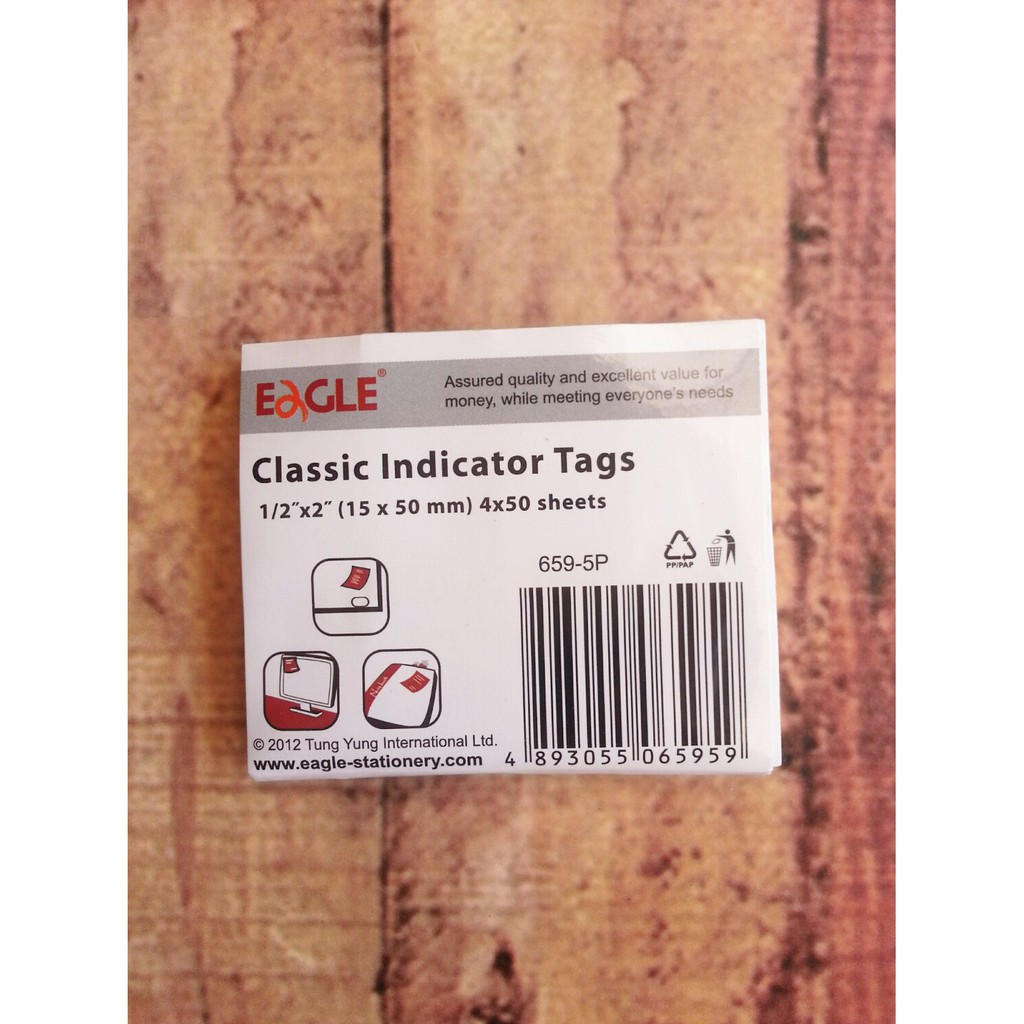 EAGLE®
Assured quality and excellent value for
money, while meeting everyone's needs
Classic Indicator Tags
1/2"x2" (15 x 50 mm) 4x50 sheets
659-5P
PP/PAP
© 2012 Tung Yung International Ltd.
www.eagle-stationery.com
4 893055 065959